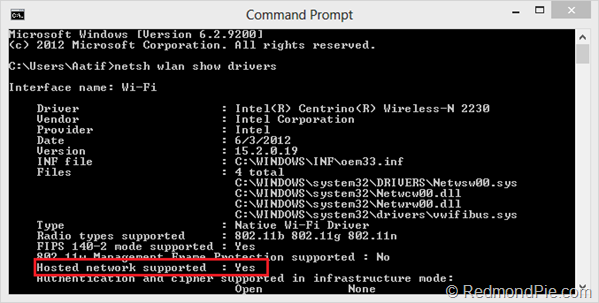 Command Prompt
Microsoft Windows [Version 6.2.9200]
(c) 2012 Microsoft Corporation. All rights reserved.
C:\Users\Aatif>netsh wlan show drivers
Interface name: Wi-Fi
Driver : Intel(R) Centrino(R) Wireless-N 2230
Vendor : Intel Corporation
Provider : Intel
Date : 6/3/2012
Version : 15.2.0.19
INF file : C:\WINDOWS\INF\oem33.inf
Files : 4 total
C:\WINDOWS\system32\DRIVERS\Netwsw00.sys
C:\WINDOWS\system32\Netwcw00.dll
C:\WINDOWS\system32\Netwrw00.dll
C:\WINDOWS\system32\drivers\vwifibus.sys
Type : Native Wi-Fi Driver
Radio types supported : 802.11b 802.11g 802.11n
FIPS 140-2 mode supported : Yes
802.11w Management Frame Protection supported : No
Hosted network supported : Yes
Authentication and cipher supported in infrastructure mode:
Open None
© RedmondPie.com